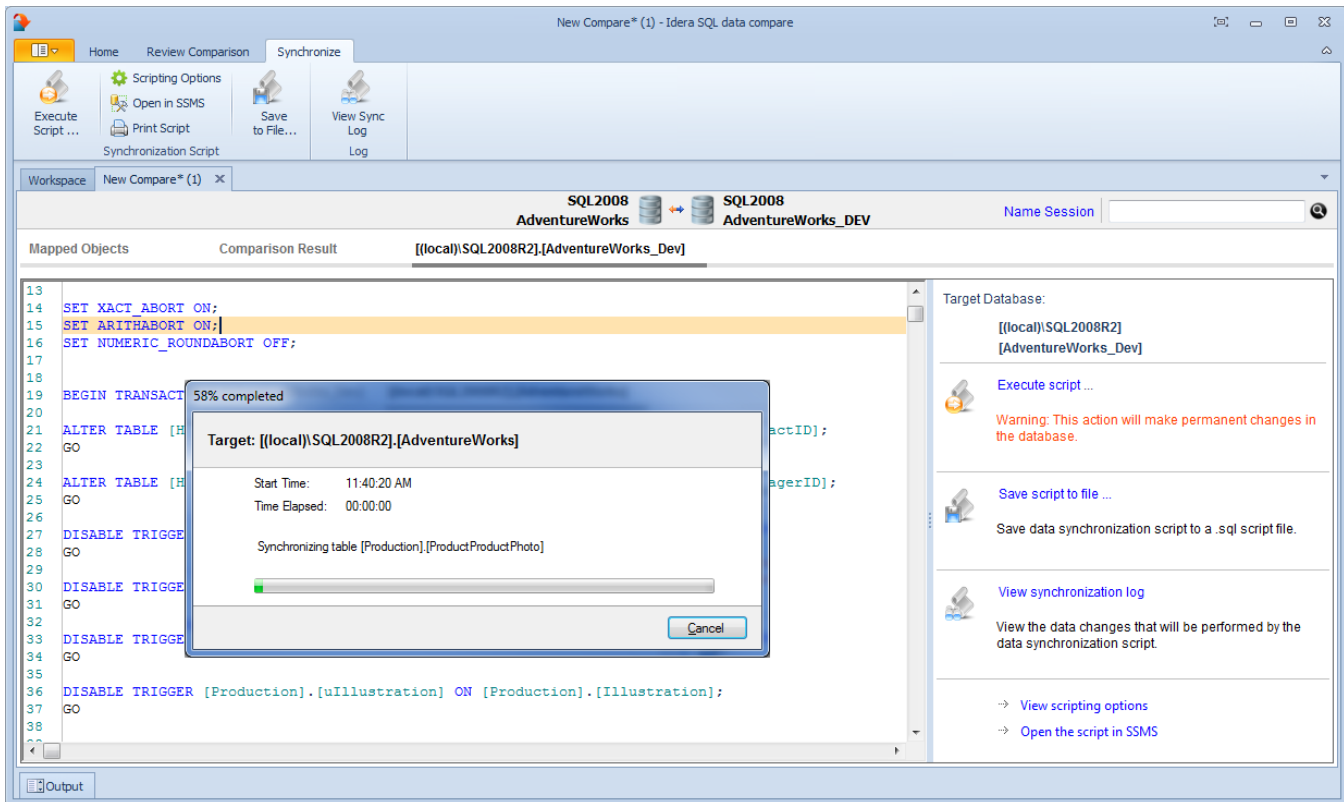 New Compare* (1) - Idera SQL data compare
Home Review Comparison Synchronize
Execute Script ...
Scripting Options
Open in SSMS
Print Script
Save to File...
View Sync Log
Synchronization Script
Log
Workspace New Compare* (1)
SQL2008 SQL2008
AdventureWorks AdventureWorks_DEV
Name Session
Mapped Objects Comparison Result [(local)\SQL2008R2].[AdventureWorks_Dev]
13
14 SET XACT_ABORT ON;
15 SET ARITHABORT ON;
16 SET NUMERIC_ROUNDABORT OFF;
17
18
19 BEGIN TRANSACT
20
21 ALTER TABLE [H actID];
22 GO
23
24 ALTER TABLE [H agerID];
25 GO
26
27 DISABLE TRIGGE
28 GO
29
30 DISABLE TRIGGE
31 GO
32
33 DISABLE TRIGGE
34 GO
35
36 DISABLE TRIGGER [Production].[uIllustration] ON [Production].[Illustration];
37 GO
38
58% completed
Target: [(local)\SQL2008R2].[AdventureWorks]
Start Time: 11:40:20 AM
Time Elapsed: 00:00:00
Synchronizing table [Production].[ProductProductPhoto]
Cancel
Target Database:
[(local)\SQL2008R2]
[AdventureWorks_Dev]
Execute script ...
Warning: This action will make permanent changes in
the database.
Save script to file ...
Save data synchronization script to a .sql script file.
View synchronization log
View the data changes that will be performed by the
data synchronization script.
View scripting options
Open the script in SSMS
Output